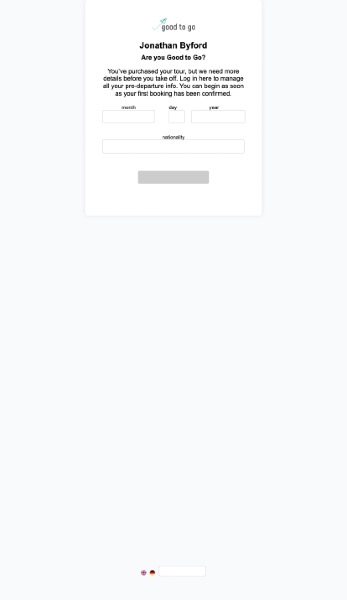 good to go
Jonathan Byford
Are you Good to Go?
You've purchased your tour, but we need more
details before you take off. Log in here to manage
all your pre-departure info. You can begin as soon
as your first booking has been confirmed.
month day year
nationality